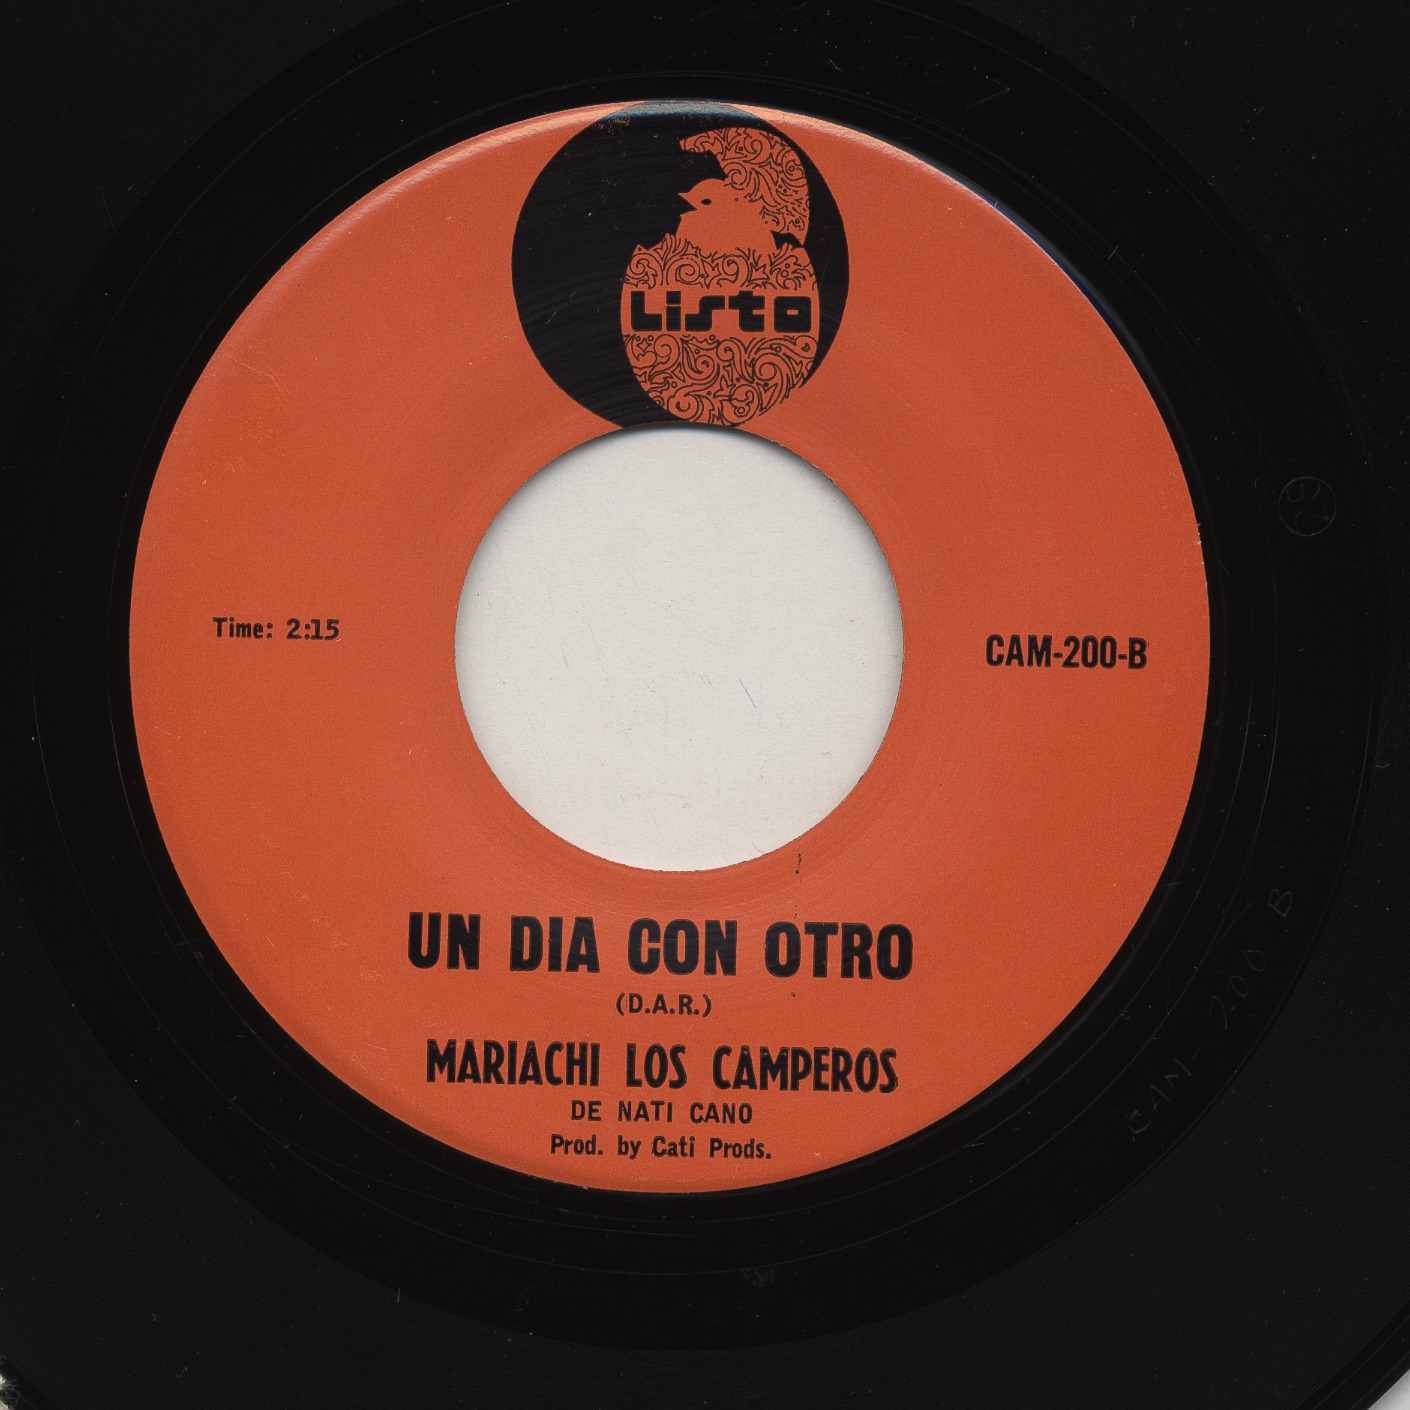 Listo
Time: 2:15
CAM-200-B
UN DIA CON OTRO
(D.A.R.)
MARIACHI LOS CAMPEROS
DE NATI CANO
Prod. by Cati Prods.
CAM-200 B